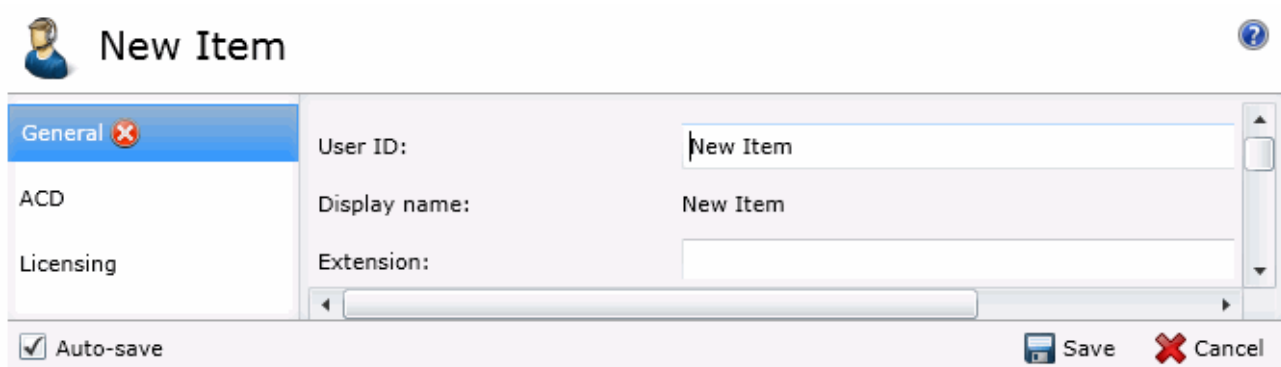 New Item
General
User ID:
New Item
ACD
Display name:
New Item
Licensing
Extension:
Auto-save
Save
Cancel